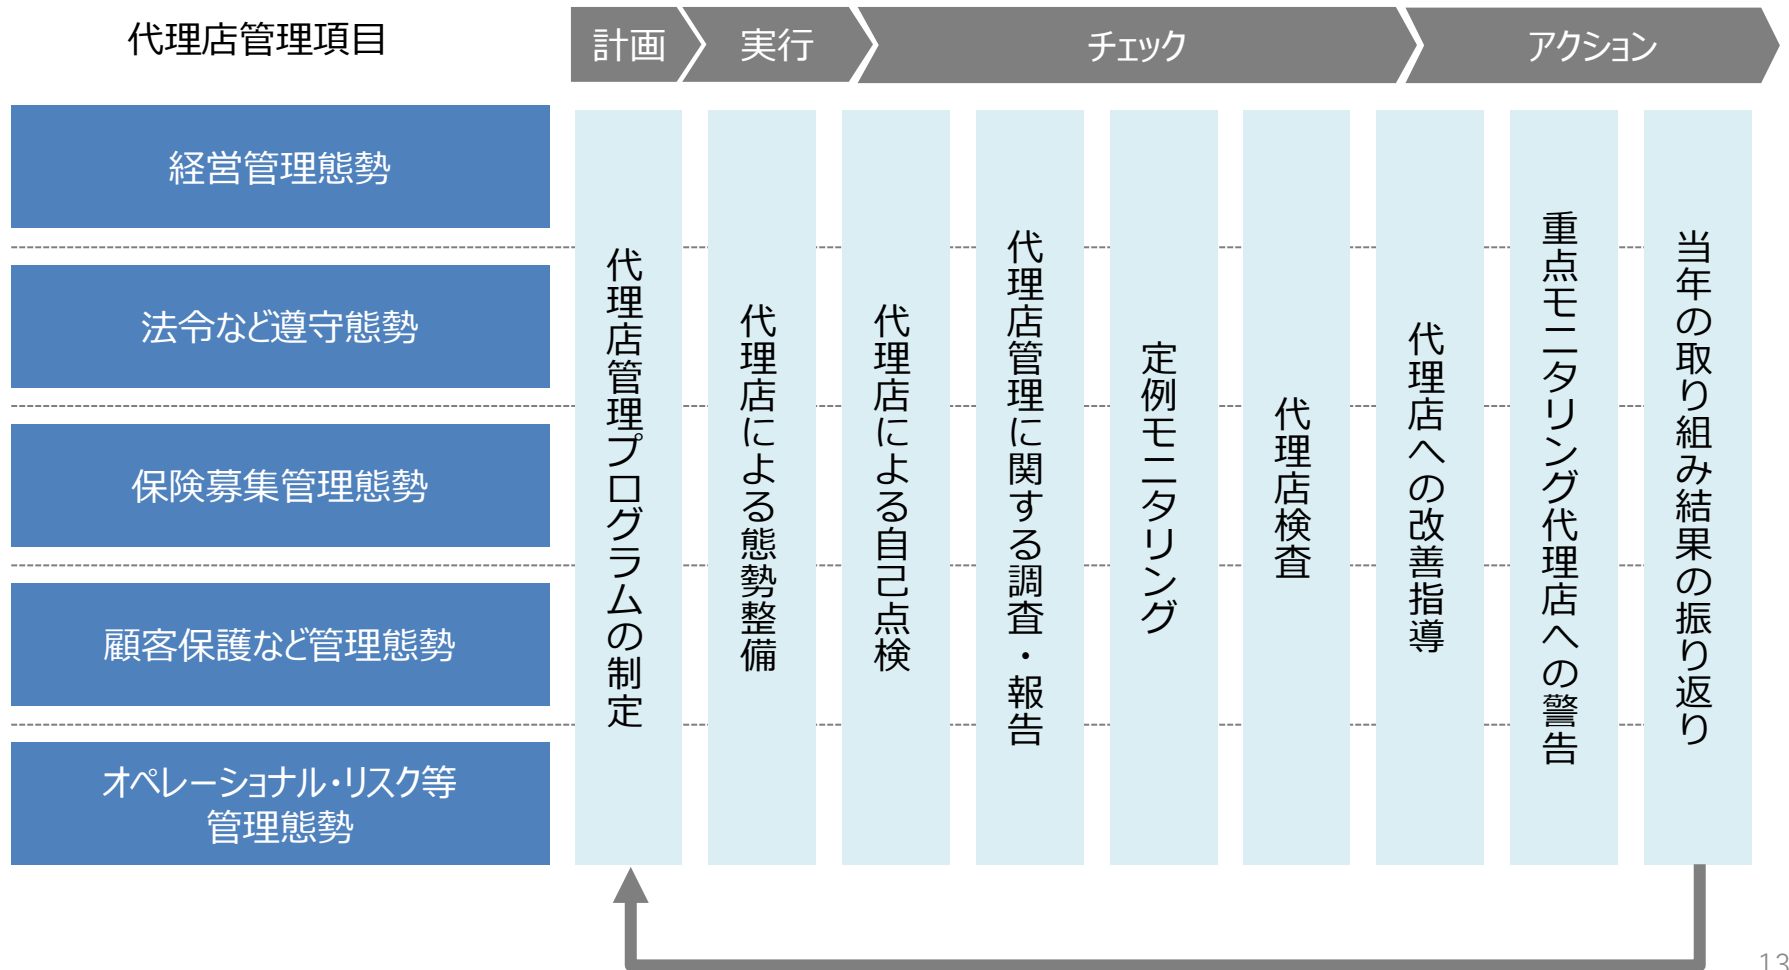 代理店管理項目
計画
実行
チェック
アクション
経営管理態勢
法令など遵守態勢
保険募集管理態勢
顧客保護など管理態勢
オペレーショナル・リスク等
管理態勢
代理店管理プログラムの制定
代理店による態勢整備
代理店による自己点検
代理店管理に関する調査・報告
定例モニタリング
代理店検査
代理店への改善指導
重点モニタリング代理店への警告
当年の取り組み結果の振り返り
13